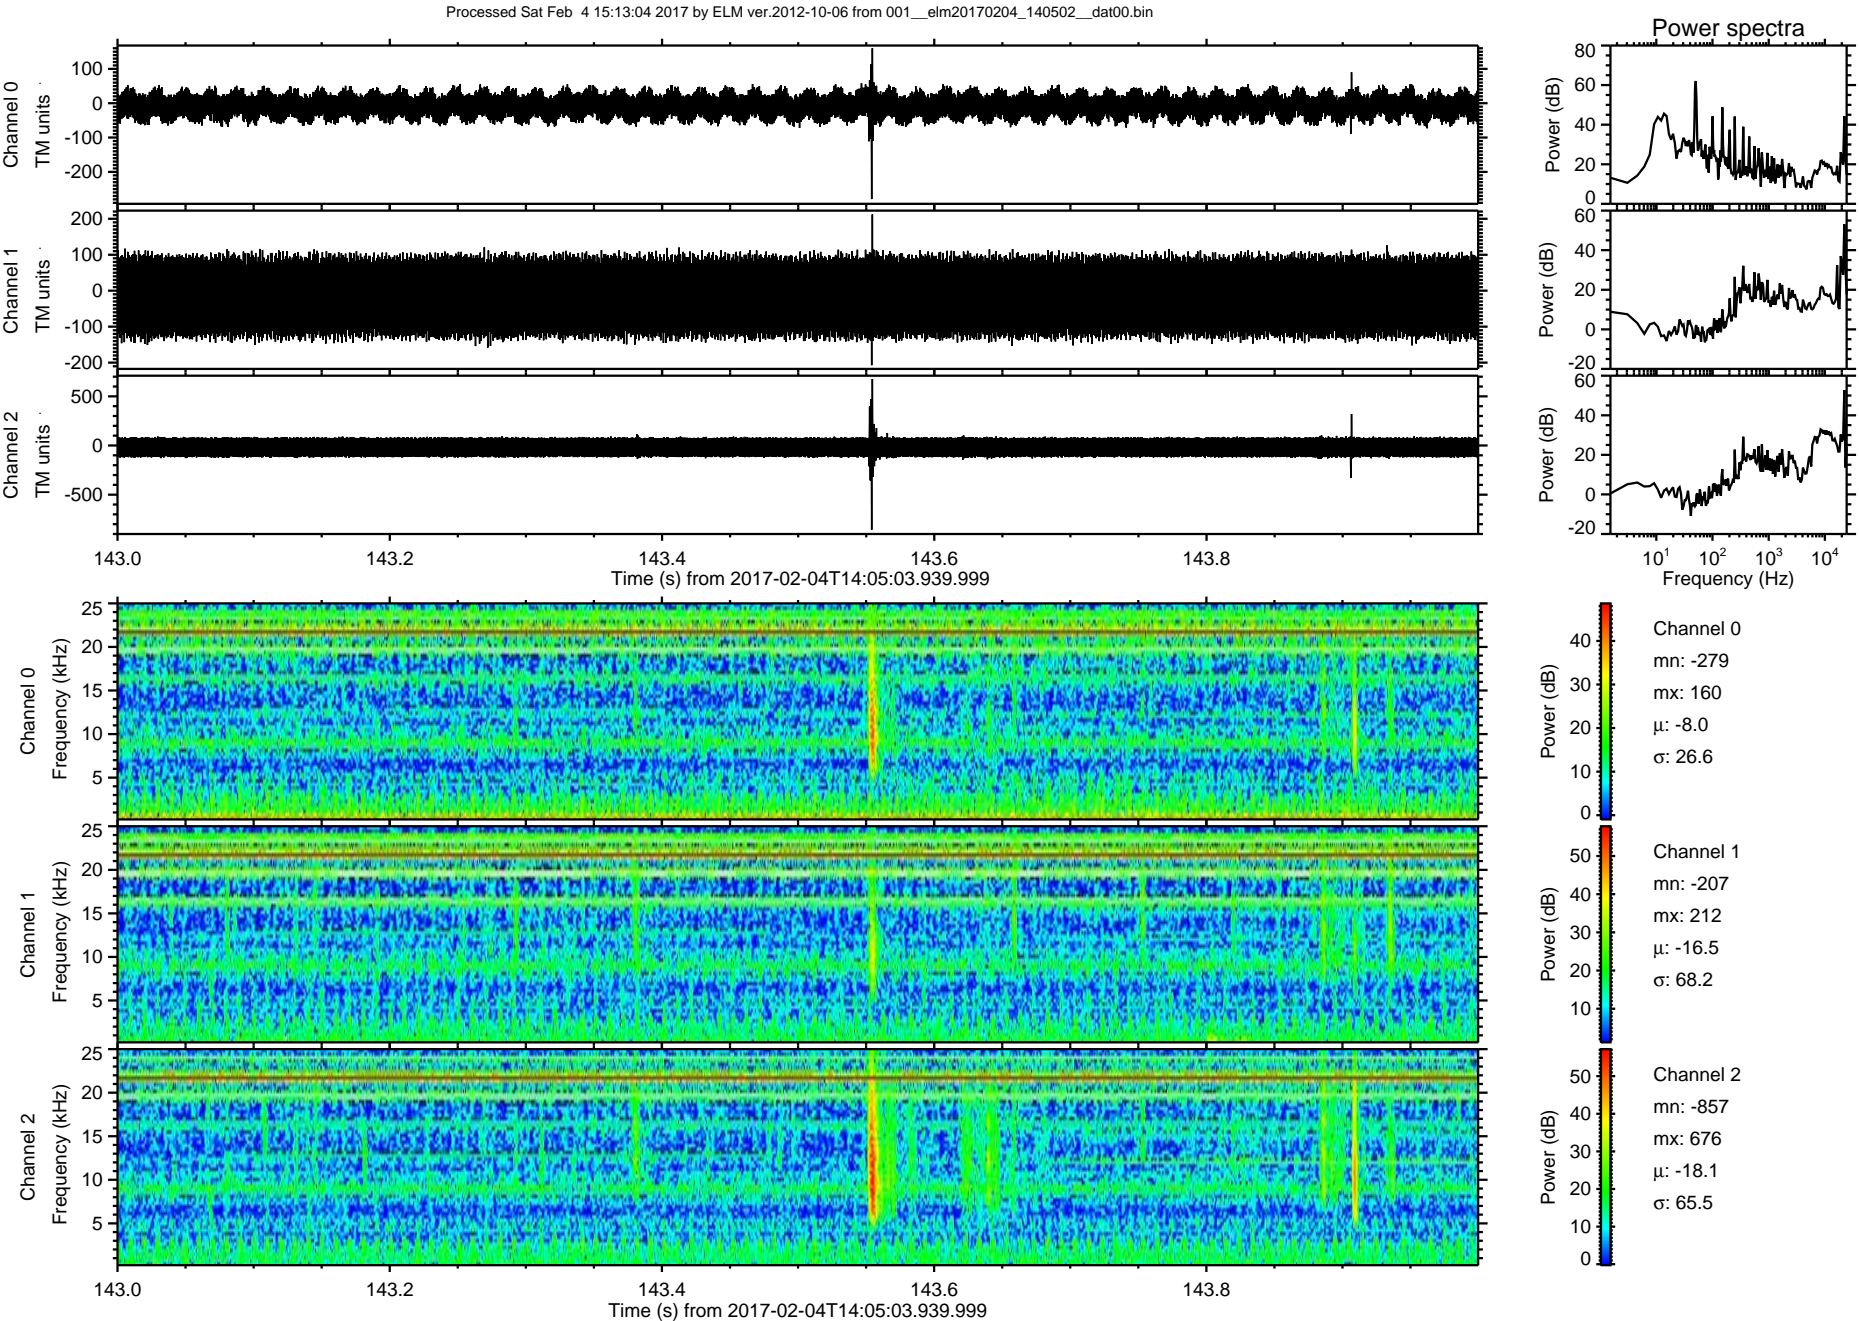 Processed Sat Feb  4 15:13:04 2017 by ELM ver.2012-10-06 from 001__elm20170204_140502__dat00.bin
Power spectra
Channel 0
TM units
100
0
-100
-200
Power (dB)
80
60
40
20
0
Channel 1
TM units
200
100
0
-100
-200
Power (dB)
60
40
20
0
-20
Channel 2
TM units
500
0
-500
Power (dB)
60
40
20
0
-20
143.0 143.2 143.4 143.6 143.8
Time (s) from 2017-02-04T14:05:03.939.999
10¹ 10² 10³ 10⁴
Frequency (Hz)
Channel 0
Frequency (kHz)
25
20
15
10
5
Power (dB)
40
30
20
10
0
Channel 0
mn: -279
mx: 160
μ: -8.0
σ: 26.6
Channel 1
Frequency (kHz)
25
20
15
10
5
Power (dB)
50
40
30
20
10
Channel 1
mn: -207
mx: 212
μ: -16.5
σ: 68.2
Channel 2
Frequency (kHz)
25
20
15
10
5
Power (dB)
50
40
30
20
10
0
Channel 2
mn: -857
mx: 676
μ: -18.1
σ: 65.5
143.0 143.2 143.4 143.6 143.8
Time (s) from 2017-02-04T14:05:03.939.999